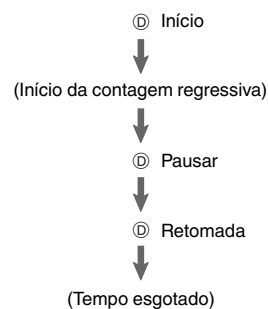 Ⓓ Início
(Início da contagem regressiva)
Ⓓ Pausar
Ⓓ Retomada
(Tempo esgotado)